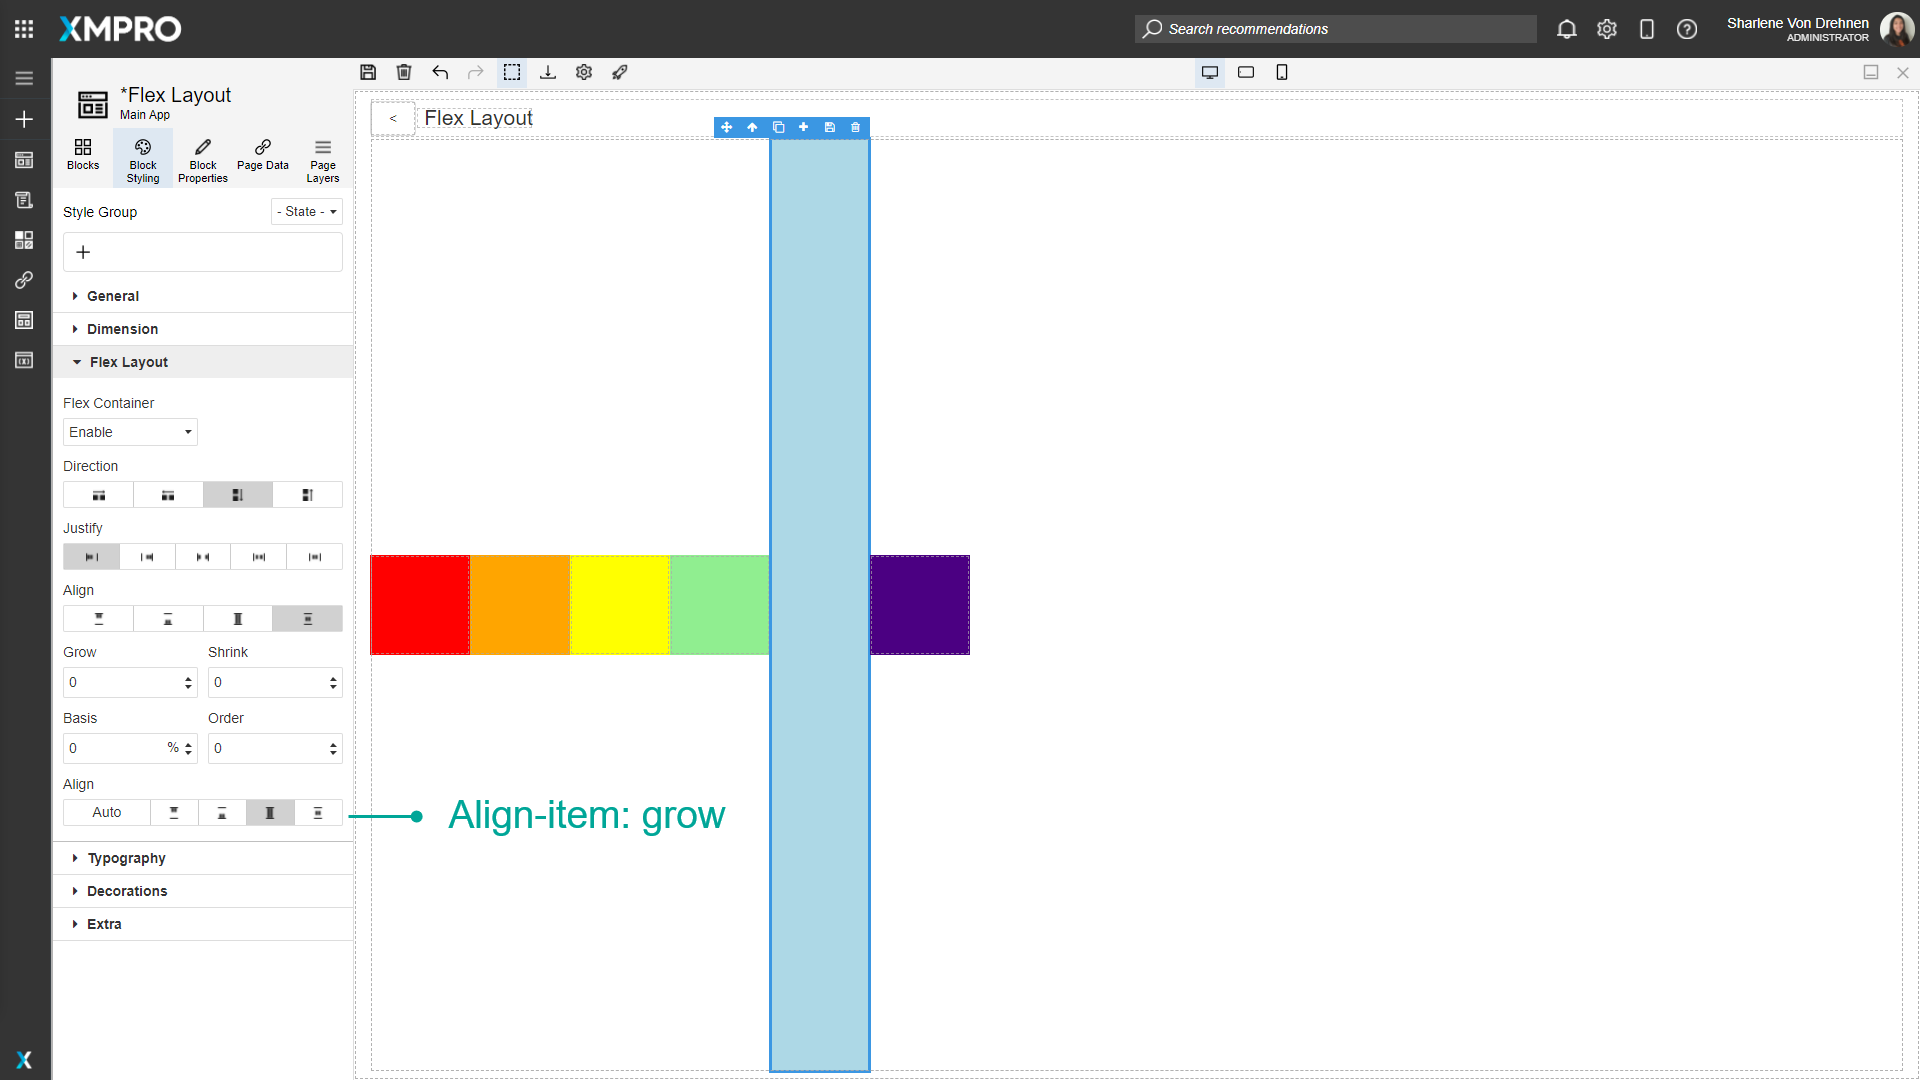 XMPRO
Search recommendations
Sharlene Von Drehnen
ADMINISTRATOR
*Flex Layout
Main App
Blocks
Block Styling
Block Properties
Page Data
Page Layers
Style Group
- State -
General
Dimension
Flex Layout
Flex Container
Enable
Direction
Justify
Align
Grow
Shrink
0
0
Basis
Order
0 %
0
Align
Auto
Typography
Decorations
Extra
<
Flex Layout
Align-item: grow
X